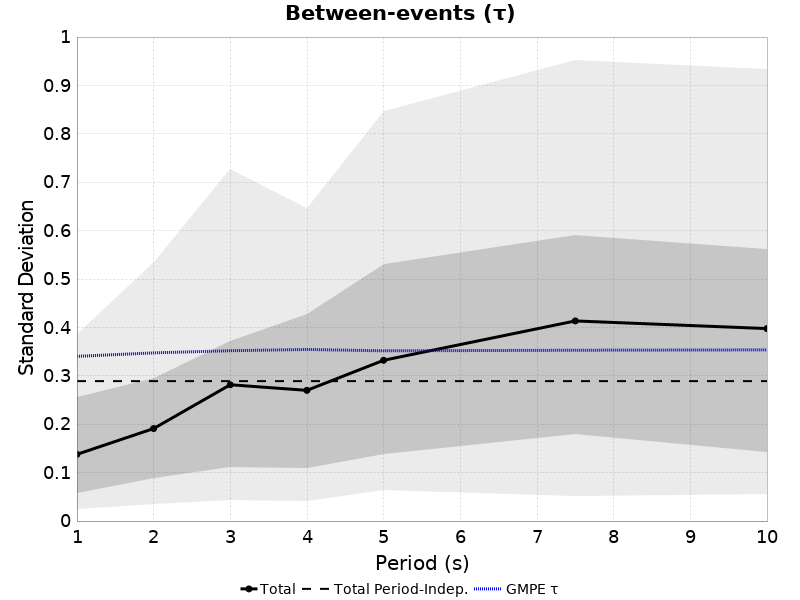 Between-events (τ)
Standard Deviation
1
0.9
0.8
0.7
0.6
0.5
0.4
0.3
0.2
0.1
0
1 2 3 4 5 6 7 8 9 10
Period (s)
Total Total Period-Indep. GMPE τ